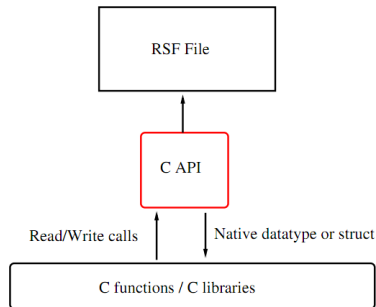 RSF File
C API
Read/Write calls
Native datatype or struct
C functions / C libraries